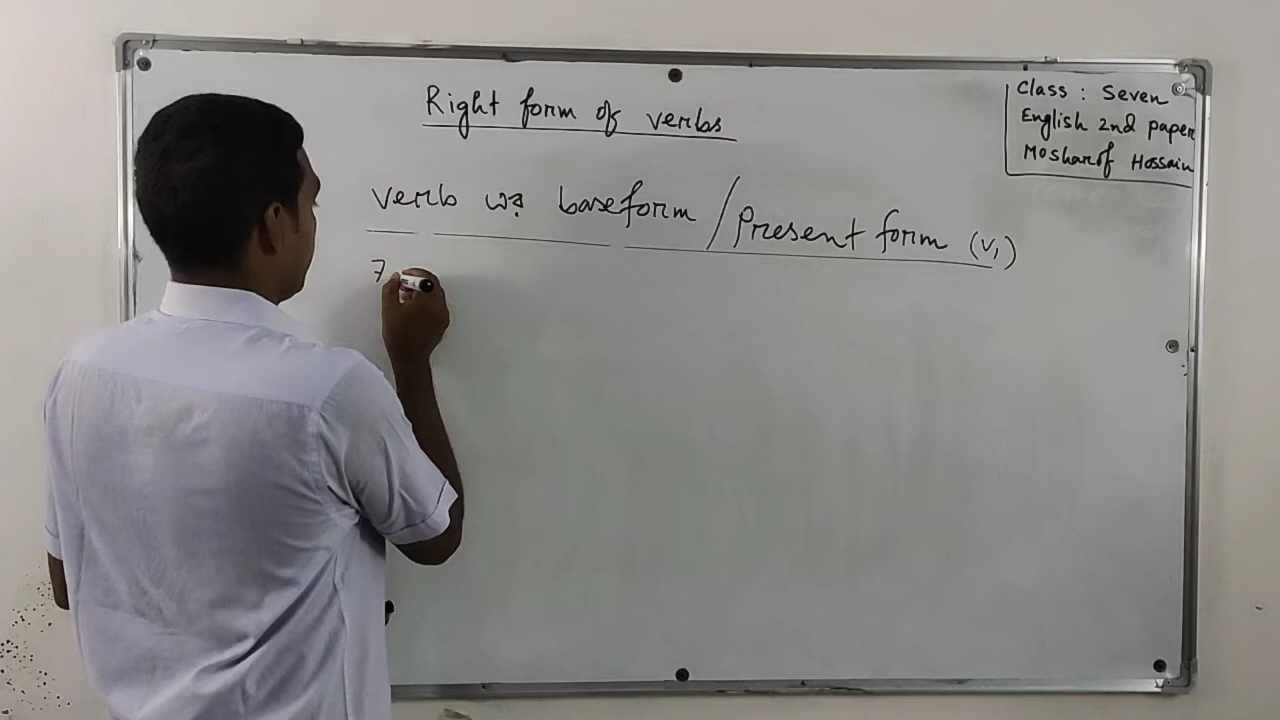 Right form of verbs
Class : Seven
English 2nd paper
Mosharof Hossain
verb এর baseform / Present form (V₁)